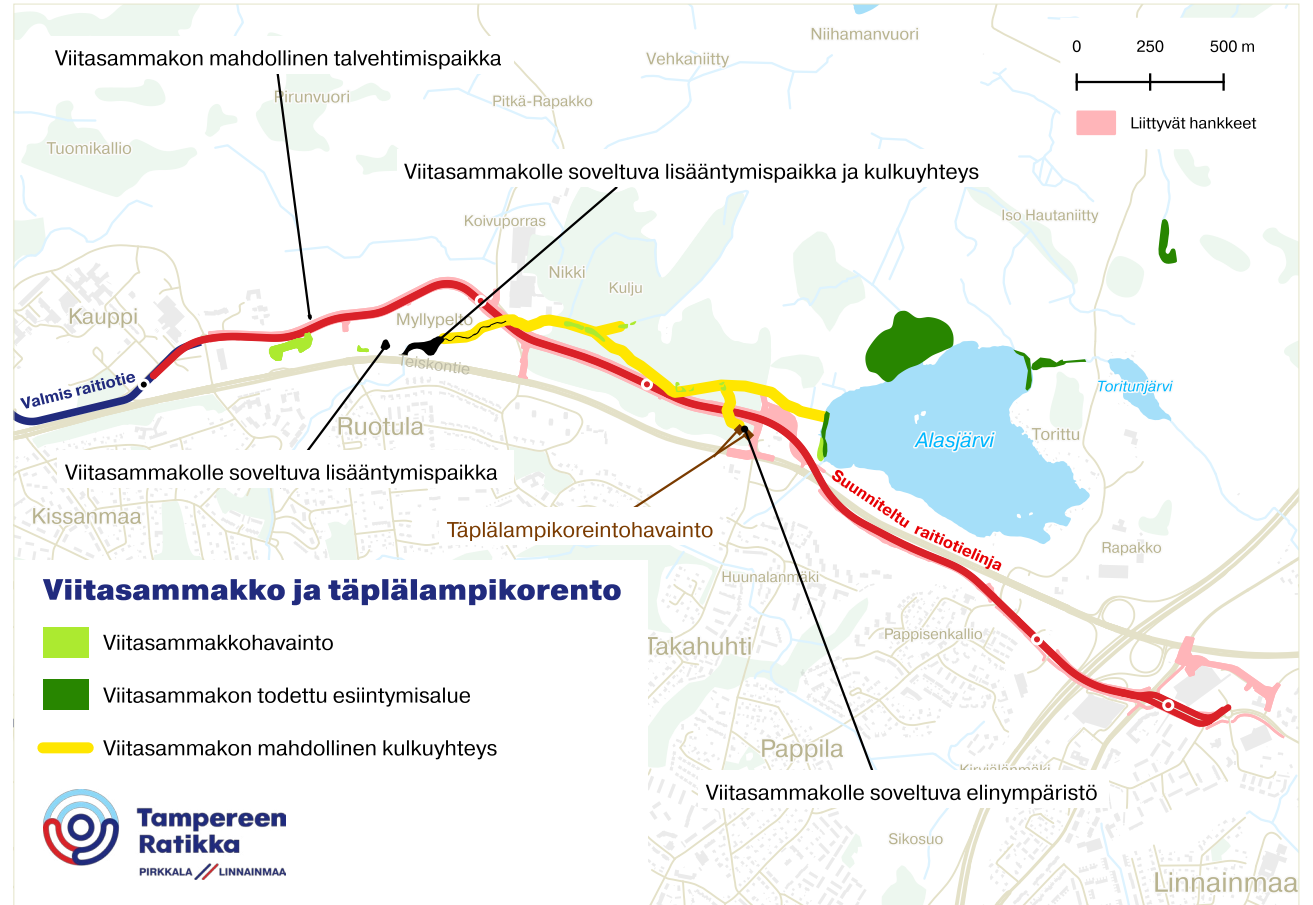 Niihamanvuori
0 250 500 m
Viitasammakon mahdollinen talvehtimispaikka
Vehkaniitty
Pirunvuori
Pitkä-Rapakko
Liittyvät hankkeet
Tuomikallio
Viitasammakolle soveltuva lisääntymispaikka ja kulkuyhteys
Koivuporras
Iso Hautaniitty
Nikki
Kulju
Kauppi
Myllypelto
Teiskontie
Valmis raitiotie
Toritunjärvi
Ruotula
Alasjärvi
Torittu
Viitasammakolle soveltuva lisääntymispaikka
Suunniteltu raitiotielinja
Kissanmaa
Täplälampikoreintohavainto
Rapakko
Huunalanmäki
Viitasammakko ja täplälampikorento
Pappisenkallio
Takahuhti
Viitasammakkohavainto
Viitasammakon todettu esiintymisalue
Viitasammakon mahdollinen kulkuyhteys
Pappila
Kirvjälänmäki
Viitasammakolle soveltuva elinympäristö
Tampereen
Ratikka
PIRKKALA // LINNAINMAA
Sikosuo
Linnainmaa